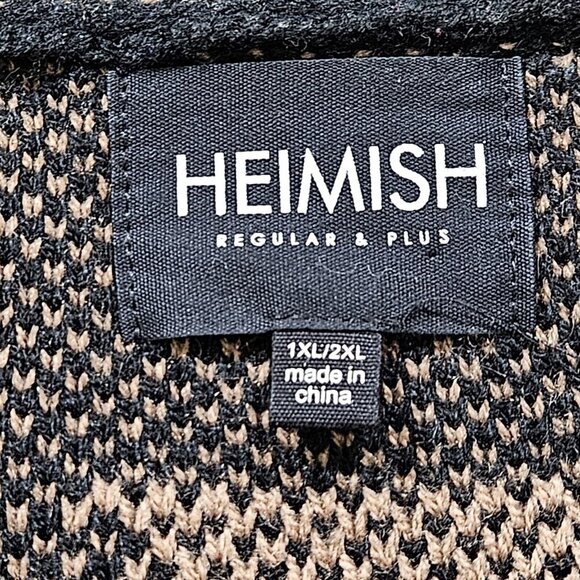 HEIMISH
REGULAR & PLUS
1XL/2XL
made in
china